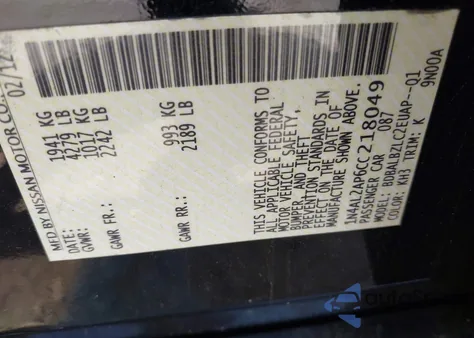 MFD BY NISSAN MOTOR CO.
DATE: 02/12
GVWR: 1941 KG
4279 LB
GAWR FR: 1017 KG
2242 LB
GAWR RR: 993 KG
2189 LB
THIS VEHICLE CONFORMS TO
ALL APPLICABLE FEDERAL
MOTOR VEHICLE SAFETY,
BUMPER, AND THEFT
PREVENTION STANDARDS IN
EFFECT ON THE DATE OF
MANUFACTURE SHOWN ABOVE.
1N4AL2AP6CC218049
PASSENGER CAR 087
MODEL: BDBALBZLC2EUAP--Q1
COLOR: KH3 TRIM: K 9N00A